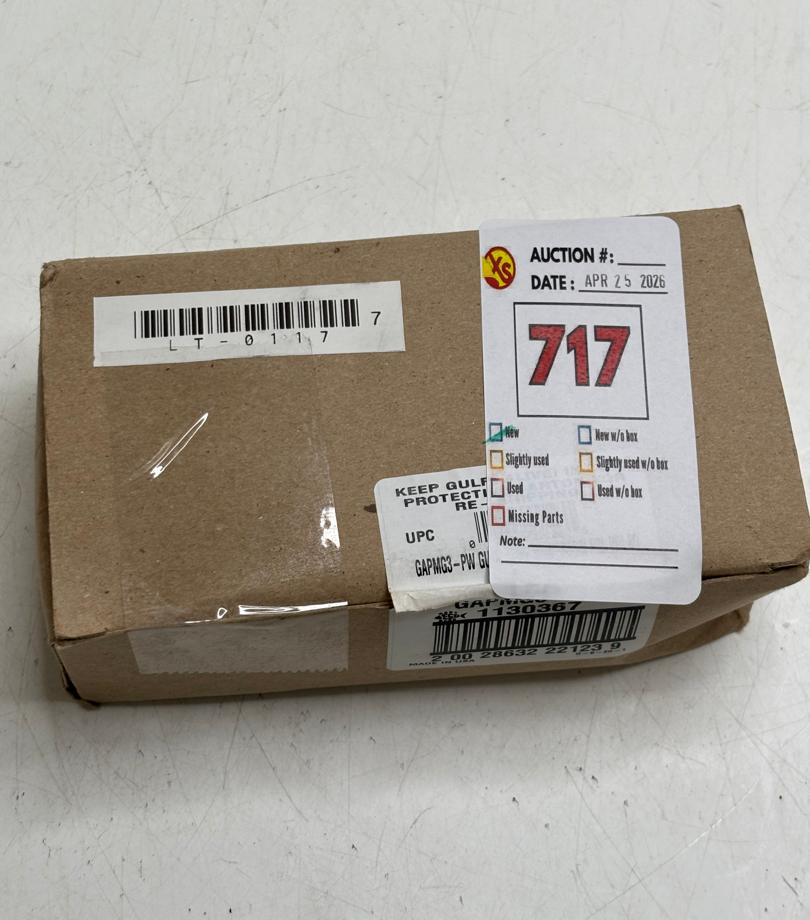 LT-0117
7
XS
AUCTION #:
DATE: APR 25 2026
717
New
New w/o box
Slightly used
Slightly used w/o box
Used
Used w/o box
Missing Parts
Note:
KEEP GULF
PROTECTI
RE-
UPC
0
GAPMG3-PW GU
1130367
2 00 28632 22123 9
MADE IN USA